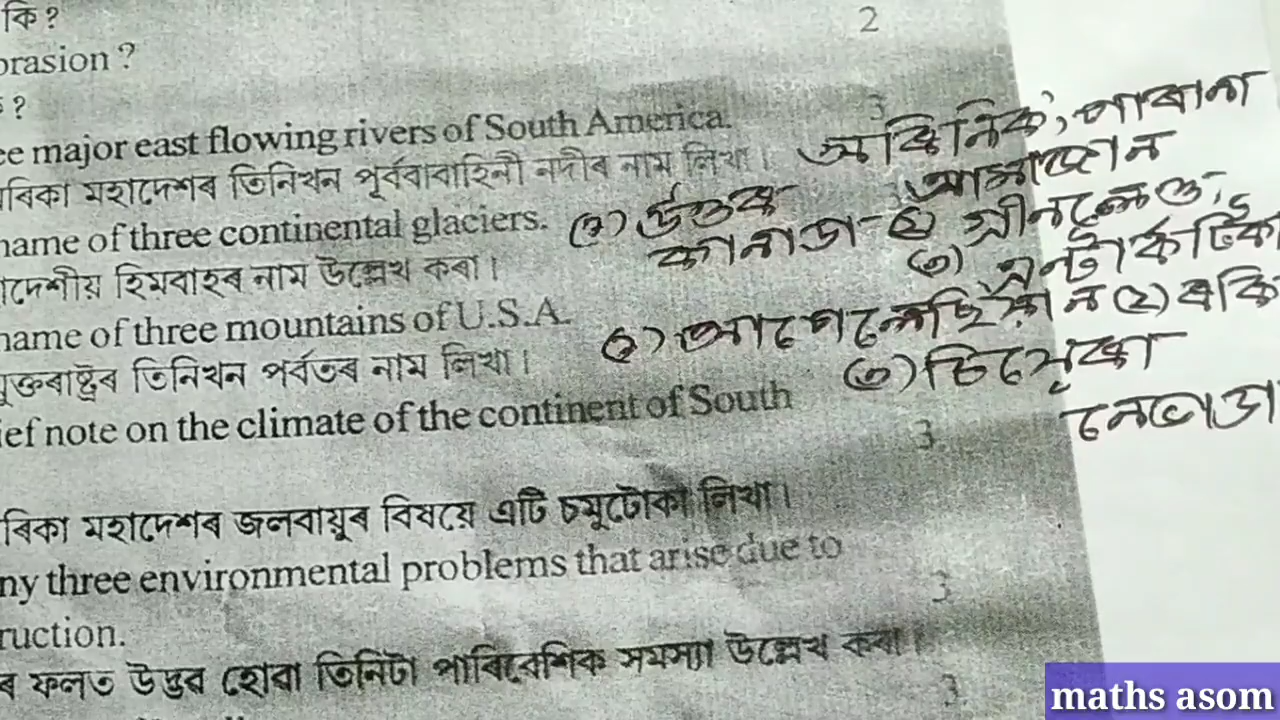 কি ?
2
orasion ?
?
3
ee major east flowing rivers of South America.
অৰিনিক', পাৰানা
ৰিকা মহাদেশৰ তিনিখন পূৰ্ববাবাহিনী নদীৰ নাম লিখা।
আমাজান
name of three continental glaciers.
(১) উত্তৰ কানাডা - (২) গ্ৰীনলেণ্ড,
(৩) এন্টাৰ্কটিকা
াদেশীয় হিমবাহৰ নাম উল্লেখ কৰা।
name of three mountains of U.S.A.
(১) আপেলেছিয়ান (২) ৰকি
যুক্তৰাষ্ট্ৰৰ তিনিখন পৰ্বতৰ নাম লিখা।
(৩) চিয়েৰা
নেভাডা
ief note on the climate of the continent of South
3
ৰিকা মহাদেশৰ জলবায়ুৰ বিষয়ে এটি চমুটোকা লিখা।
ny three environmental problems that arise due to
3
ruction.
ৰ ফলত উদ্ভৱ হোৱা তিনিটা পাৰিবেশিক সমস্যা উল্লেখ কৰা।
3
maths asom